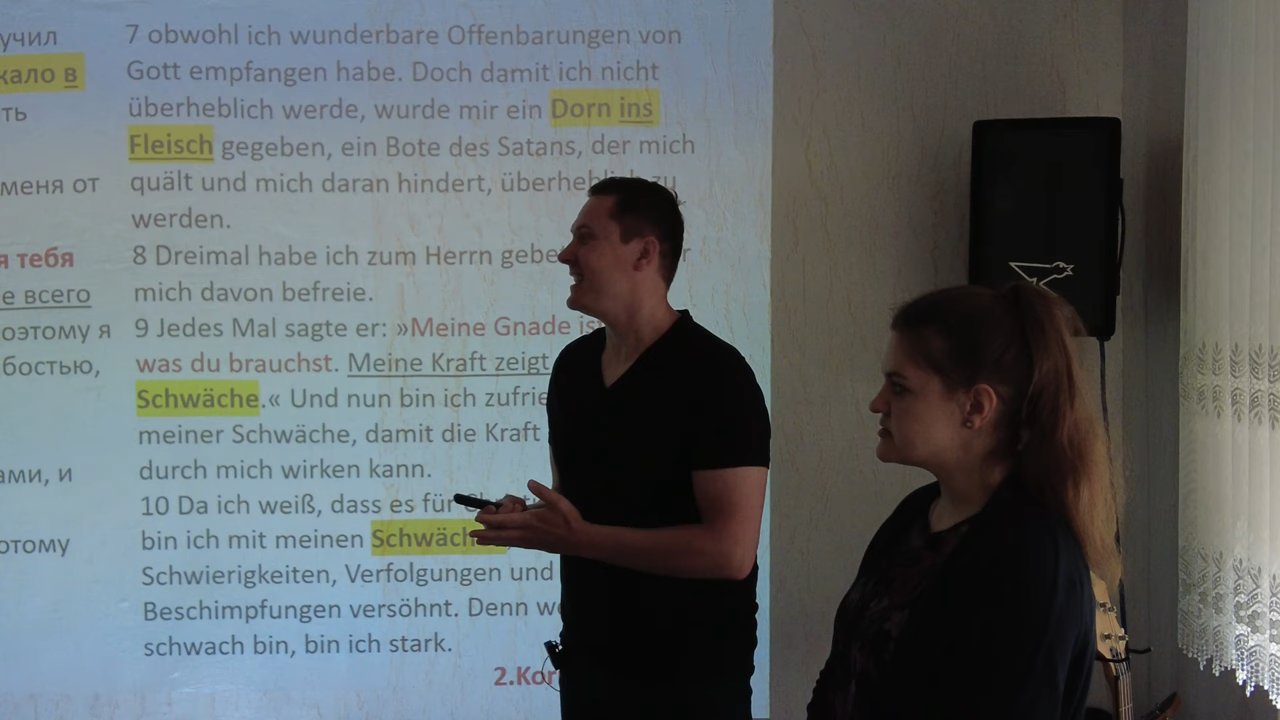 учил
жало в
ть
меня от
я тебя
е всего
оэтому я
бостью,
ами, и
отому
7 obwohl ich wunderbare Offenbarungen von
Gott empfangen habe. Doch damit ich nicht
überheblich werde, wurde mir ein Dorn ins
Fleisch gegeben, ein Bote des Satans, der mich
quält und mich daran hindert, überheblich zu
werden.
8 Dreimal habe ich zum Herrn gebe r
mich davon befreie.
9 Jedes Mal sagte er: »Meine Gnade is
was du brauchst. Meine Kraft zeigt
Schwäche.« Und nun bin ich zufrie
meiner Schwäche, damit die Kraft
durch mich wirken kann.
10 Da ich weiß, dass es für
bin ich mit meinen Schwäch
Schwierigkeiten, Verfolgungen und
Beschimpfungen versöhnt. Denn we
schwach bin, bin ich stark.
2.Kor